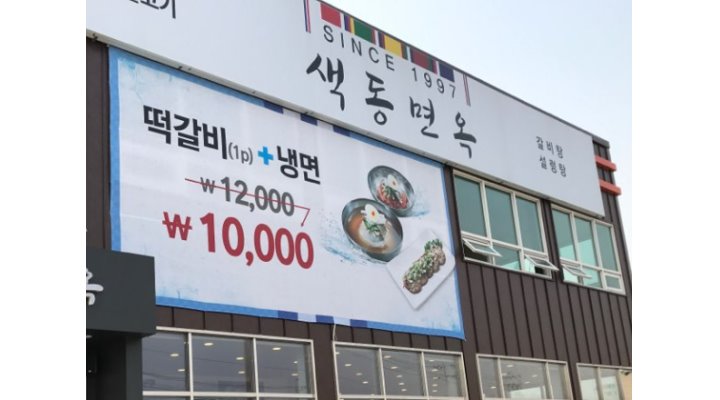 SINCE 1997
색동면옥
갈비탕
설렁탕
떡갈비(1p)+냉면
₩12,000
₩10,000
옥